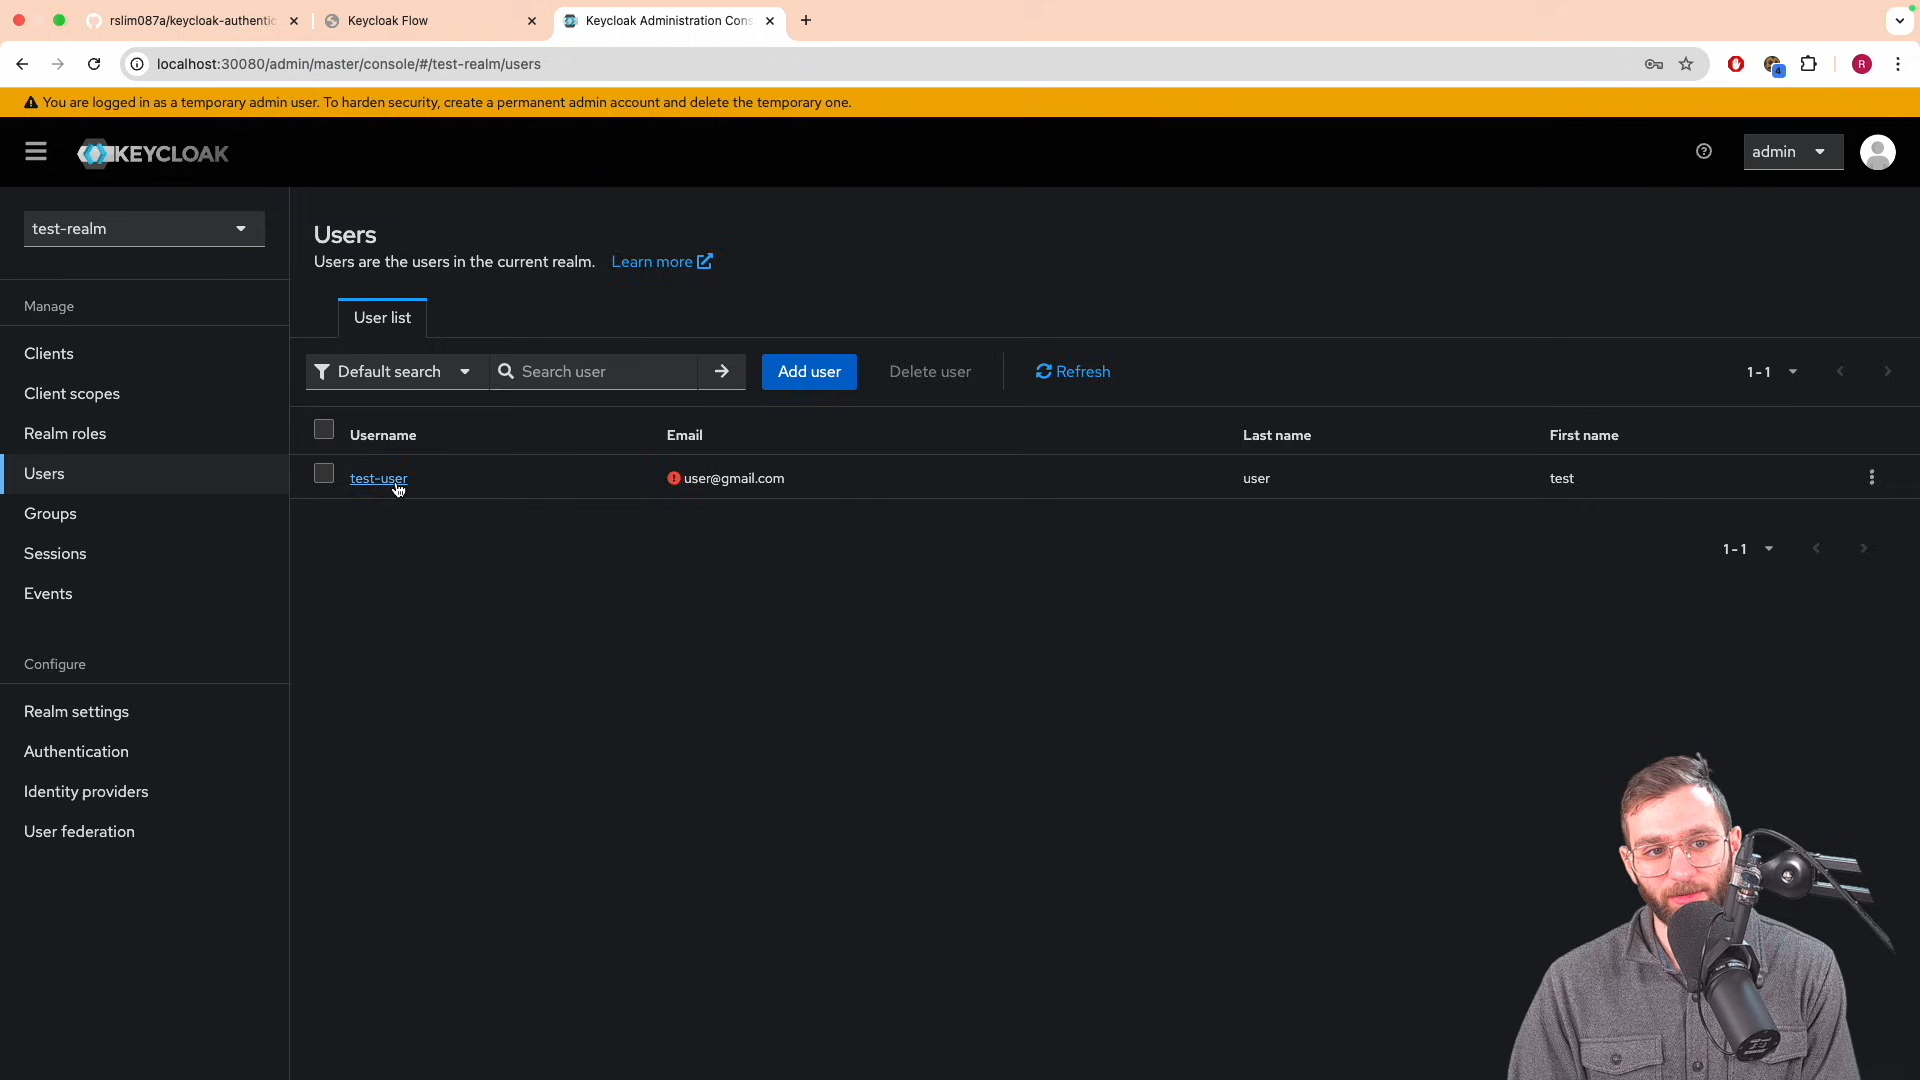 rslim087a/keycloak-authentic
Keycloak Flow
Keycloak Administration Cons
localhost:30080/admin/master/console/#/test-realm/users
4
R
You are logged in as a temporary admin user. To harden security, create a permanent admin account and delete the temporary one.
KEYCLOAK
admin
test-realm
Manage
Clients
Client scopes
Realm roles
Users
Groups
Sessions
Events
Configure
Realm settings
Authentication
Identity providers
User federation
Users
Users are the users in the current realm. Learn more
User list
Default search
Search user
Add user
Delete user
Refresh
1 - 1
Username Email Last name First name
test-user user@gmail.com user test
1 - 1